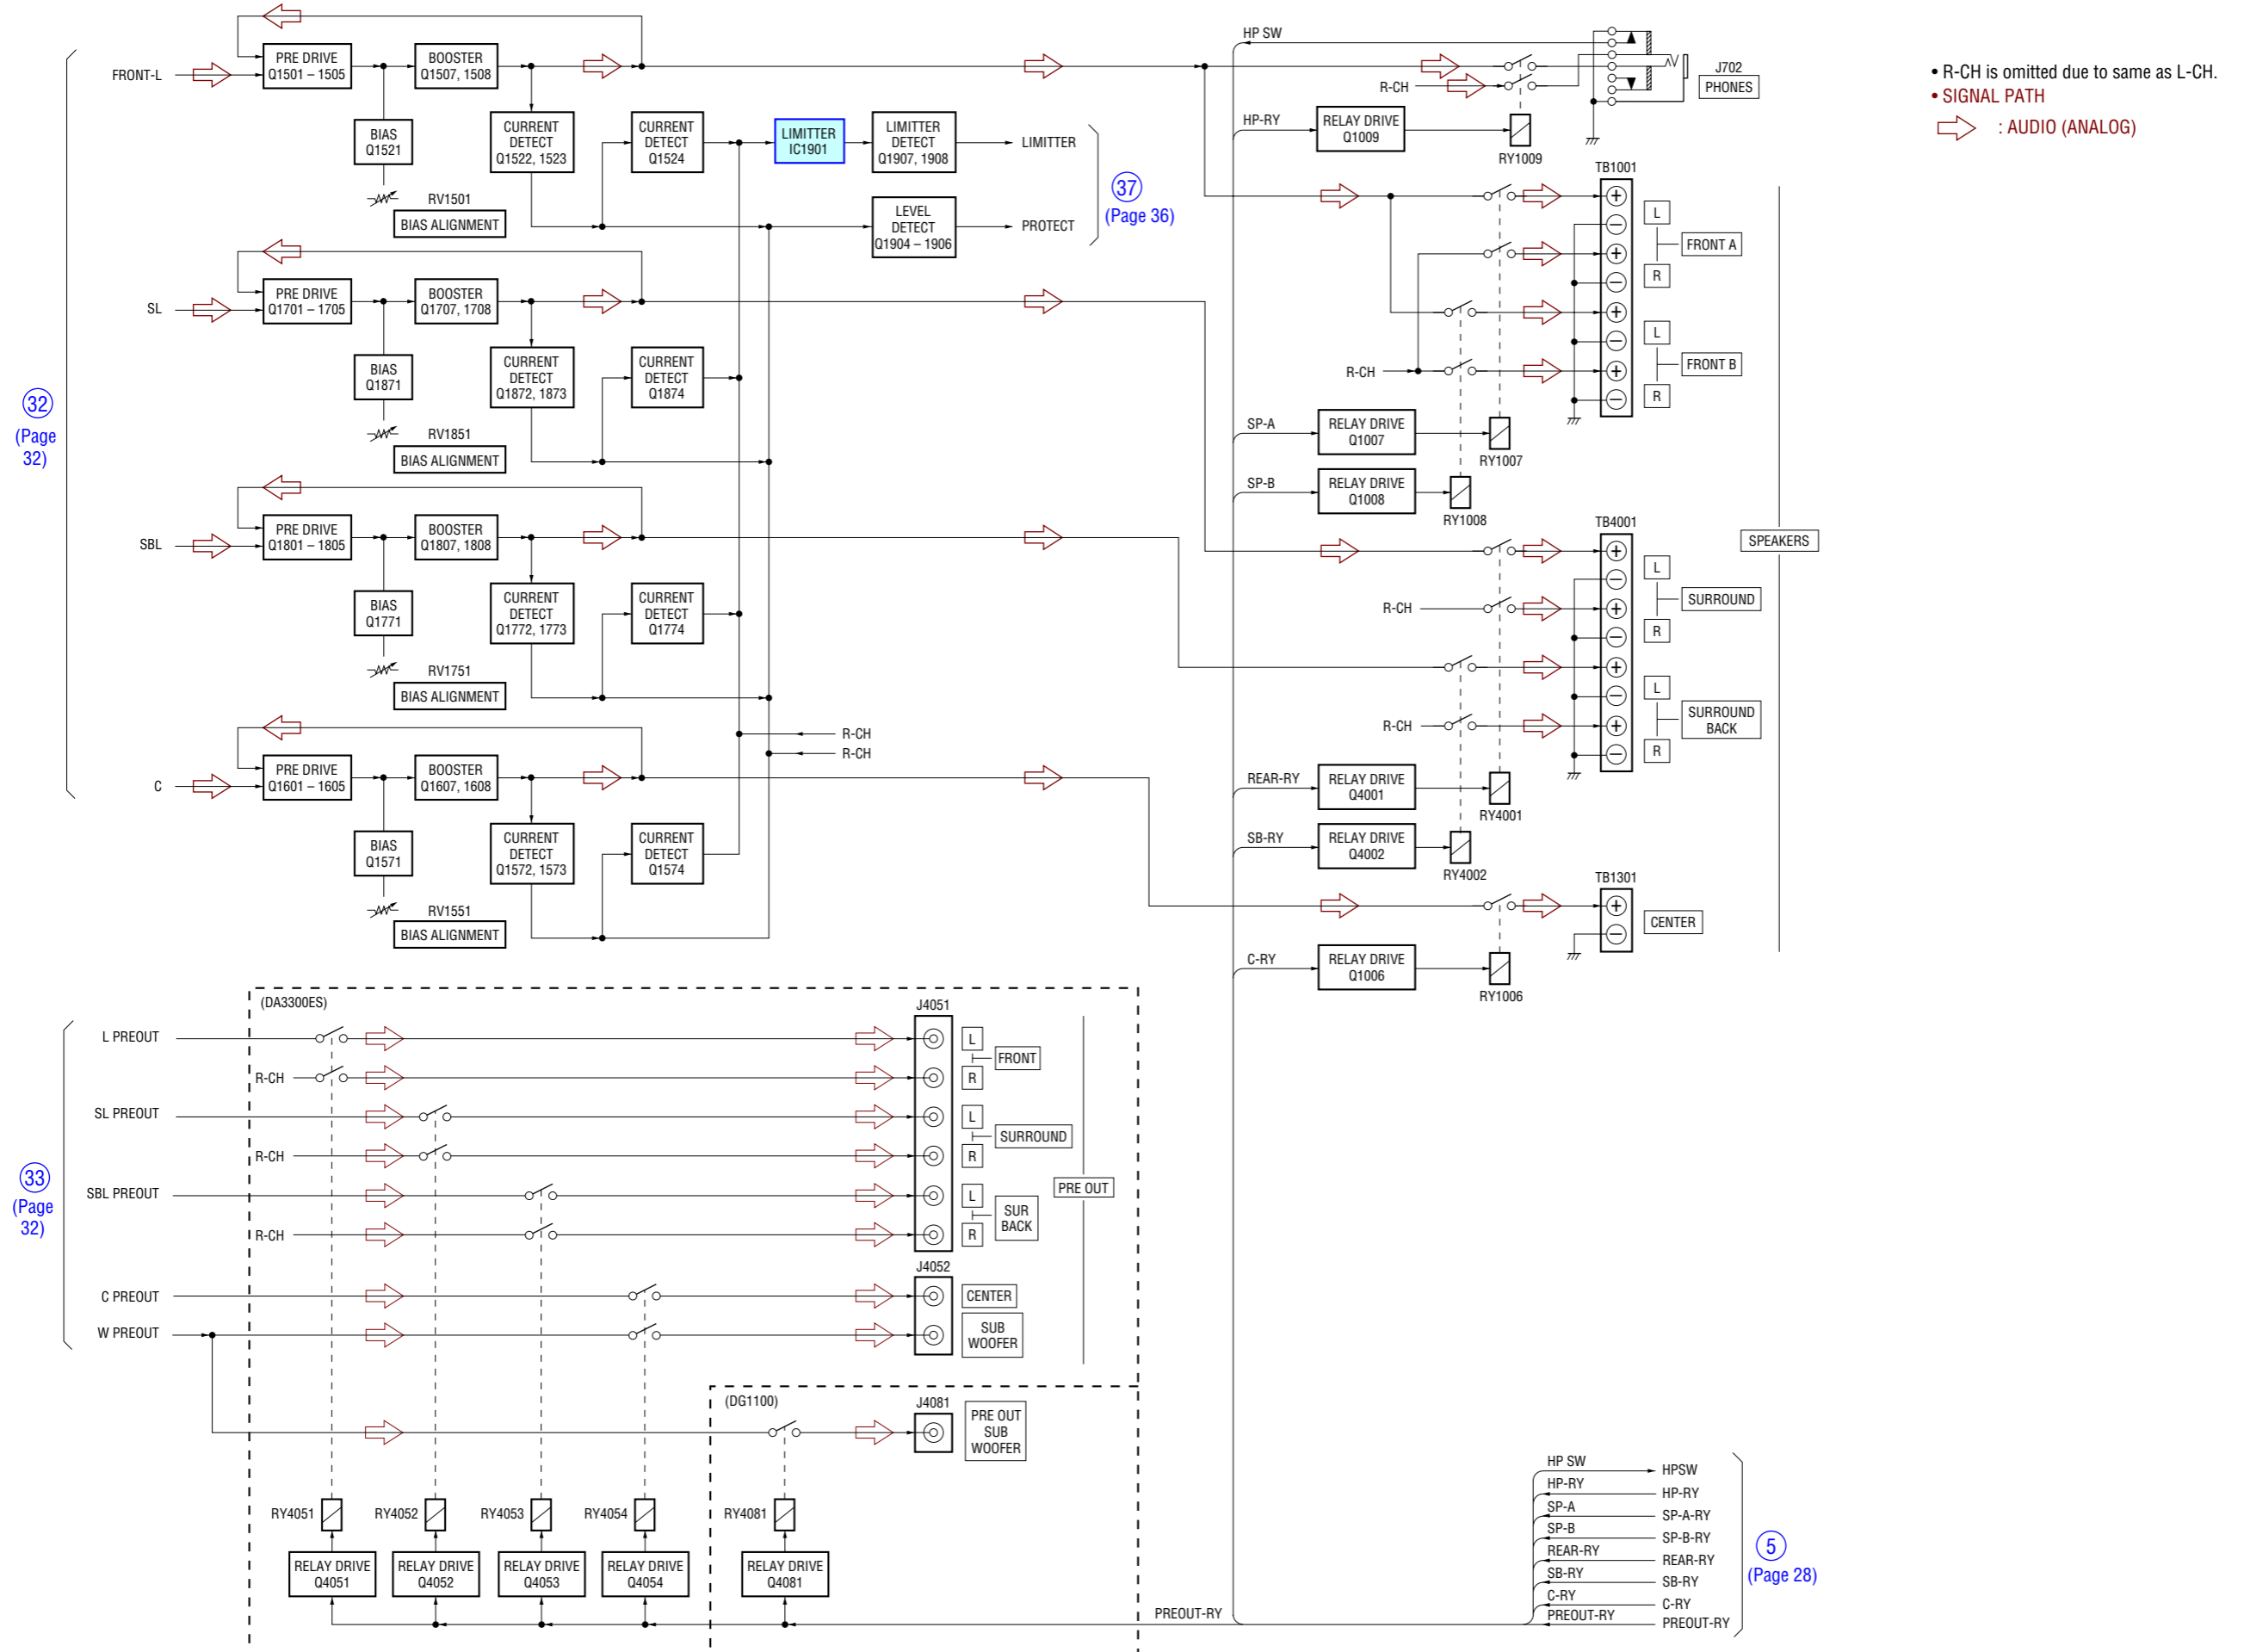 FRONT-L
PRE DRIVE
Q1501 – 1505
BOOSTER
Q1507, 1508
BIAS
Q1521
RV1501
BIAS ALIGNMENT
CURRENT
DETECT
Q1522, 1523
CURRENT
DETECT
Q1524
LIMITTER
IC1901
LIMITTER
DETECT
Q1907, 1908
LIMITTER
LEVEL
DETECT
Q1904 – 1906
PROTECT
37
(Page 36)
SL
PRE DRIVE
Q1701 – 1705
BOOSTER
Q1707, 1708
BIAS
Q1871
RV1851
BIAS ALIGNMENT
CURRENT
DETECT
Q1872, 1873
CURRENT
DETECT
Q1874
32
(Page
32)
SBL
PRE DRIVE
Q1801 – 1805
BOOSTER
Q1807, 1808
BIAS
Q1771
RV1751
BIAS ALIGNMENT
CURRENT
DETECT
Q1772, 1773
CURRENT
DETECT
Q1774
R-CH
R-CH
C
PRE DRIVE
Q1601 – 1605
BOOSTER
Q1607, 1608
BIAS
Q1571
RV1551
BIAS ALIGNMENT
CURRENT
DETECT
Q1572, 1573
CURRENT
DETECT
Q1574
HP SW
R-CH
J702
PHONES
HP-RY
RELAY DRIVE
Q1009
RY1009
TB1001
L
FRONT A
R
L
FRONT B
R
R-CH
SP-A
RELAY DRIVE
Q1007
RY1007
SP-B
RELAY DRIVE
Q1008
RY1008
TB4001
SPEAKERS
L
SURROUND
R
R-CH
L
SURROUND
BACK
R
R-CH
REAR-RY
RELAY DRIVE
Q4001
RY4001
SB-RY
RELAY DRIVE
Q4002
RY4002
TB1301
CENTER
C-RY
RELAY DRIVE
Q1006
RY1006
• R-CH is omitted due to same as L-CH.
• SIGNAL PATH
: AUDIO (ANALOG)
(DA3300ES)
J4051
L PREOUT
L
FRONT
R-CH
R
SL PREOUT
L
SURROUND
R-CH
R
33
(Page
32)
SBL PREOUT
L
SUR
BACK
R-CH
R
PRE OUT
J4052
C PREOUT
CENTER
W PREOUT
SUB
WOOFER
(DG1100)
J4081
PRE OUT
SUB
WOOFER
RY4051
RY4052
RY4053
RY4054
RY4081
RELAY DRIVE
Q4051
RELAY DRIVE
Q4052
RELAY DRIVE
Q4053
RELAY DRIVE
Q4054
RELAY DRIVE
Q4081
PREOUT-RY
HP SW
HPSW
HP-RY
HP-RY
SP-A
SP-A-RY
SP-B
SP-B-RY
REAR-RY
REAR-RY
SB-RY
SB-RY
C-RY
C-RY
PREOUT-RY
PREOUT-RY
5
(Page 28)